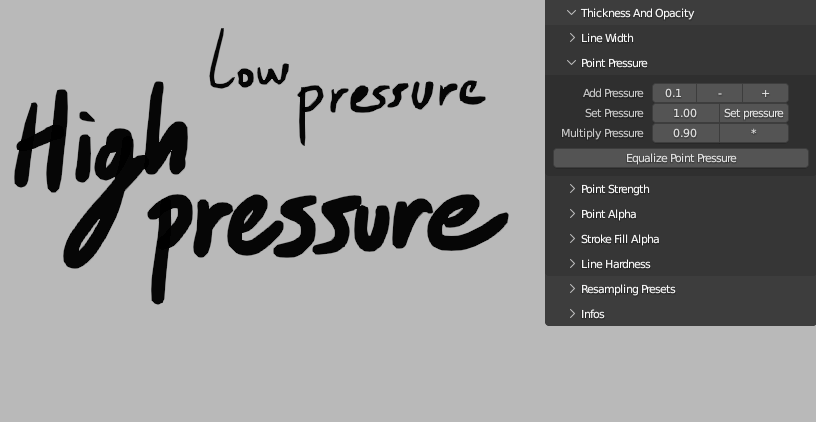 Low
pressure
High
pressure
Thickness And Opacity
Line Width
Point Pressure
Add Pressure 0.1 - +
Set Pressure 1.00 Set pressure
Multiply Pressure 0.90 *
Equalize Point Pressure
Point Strength
Point Alpha
Stroke Fill Alpha
Line Hardness
Resampling Presets
Infos